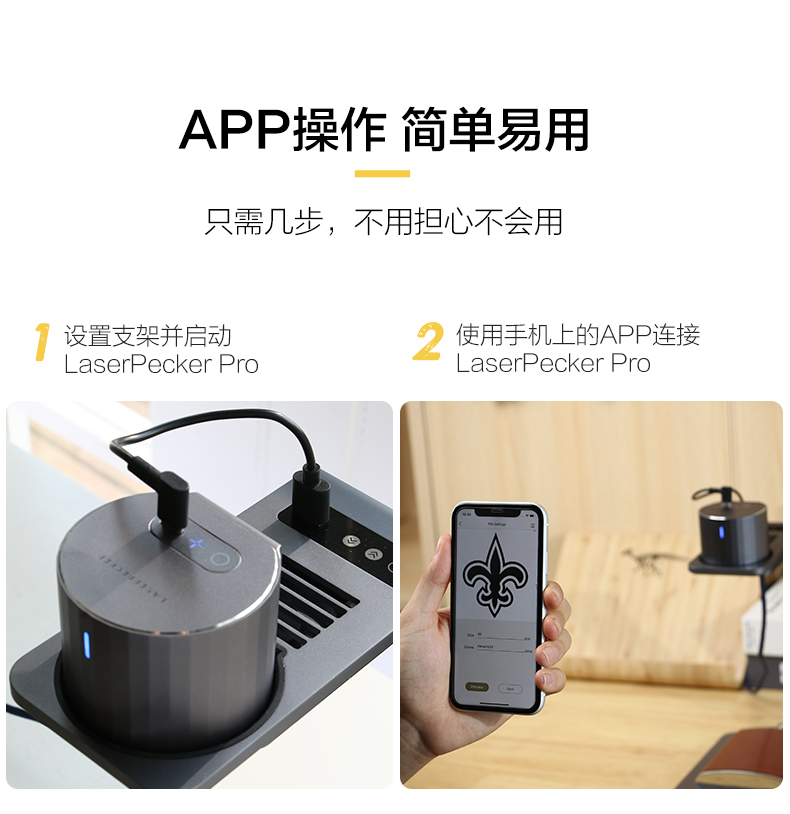 APP操作 简单易用
只需几步，不用担心不会用
1 设置支架并启动
LaserPecker Pro
2 使用手机上的APP连接
LaserPecker Pro
LASERPECKER